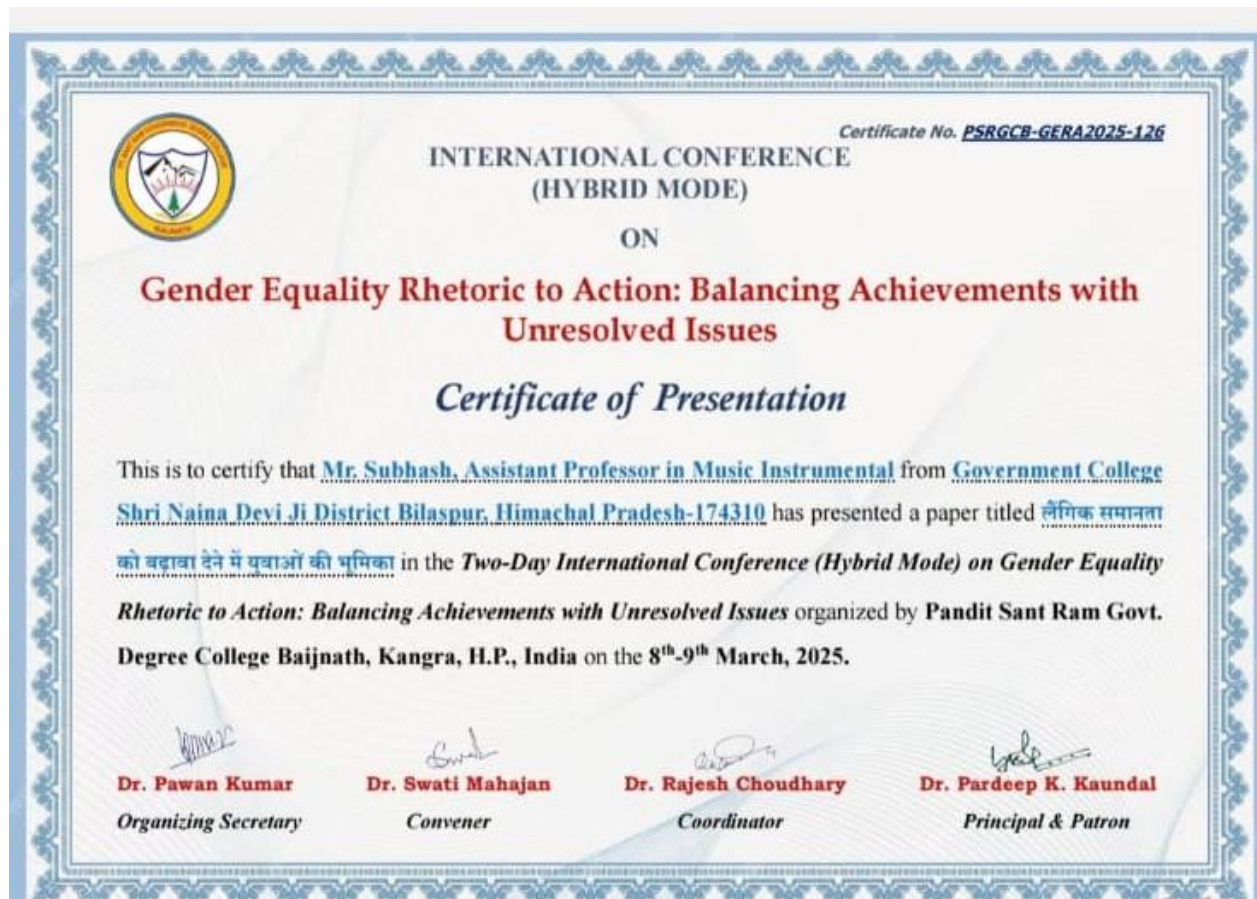 Certificate No. PSRGCB-GERA2025-126
INTERNATIONAL CONFERENCE
(HYBRID MODE)
ON
Gender Equality Rhetoric to Action: Balancing Achievements with
Unresolved Issues
Certificate of Presentation
This is to certify that Mr. Subhash, Assistant Professor in Music Instrumental from Government College
Shri Naina Devi Ji District Bilaspur, Himachal Pradesh-174310 has presented a paper titled लैंगिक समानता
को बढ़ावा देने में युवाओं की भूमिका in the Two-Day International Conference (Hybrid Mode) on Gender Equality
Rhetoric to Action: Balancing Achievements with Unresolved Issues organized by Pandit Sant Ram Govt.
Degree College Baijnath, Kangra, H.P., India on the 8th-9th March, 2025.
Dr. Pawan Kumar Dr. Swati Mahajan Dr. Rajesh Choudhary Dr. Pardeep K. Kaundal
Organizing Secretary Convener Coordinator Principal & Patron